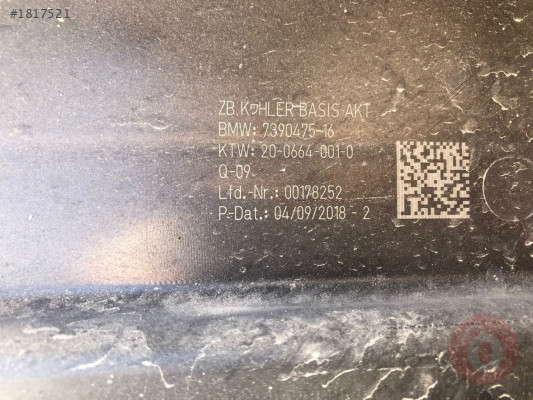 #1817521
ZB.KÜHLER BASIS AKT
BMW: 7390475-16
KTW: 20-0664-001-0
Q-09
Lfd.-Nr.: 00178252
P.-Dat.: 04/09/2018 - 2